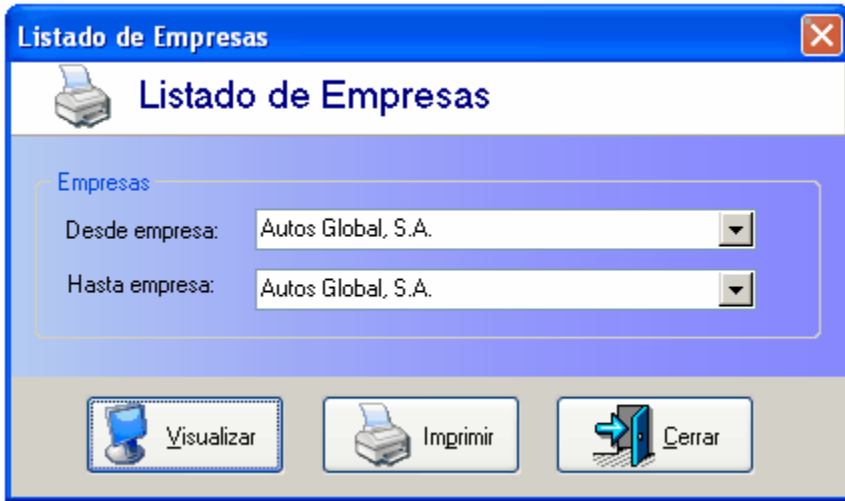 Listado de Empresas
Listado de Empresas
Empresas
Desde empresa: Autos Global, S.A.
Hasta empresa: Autos Global, S.A.
Visualizar Imprimir Cerrar